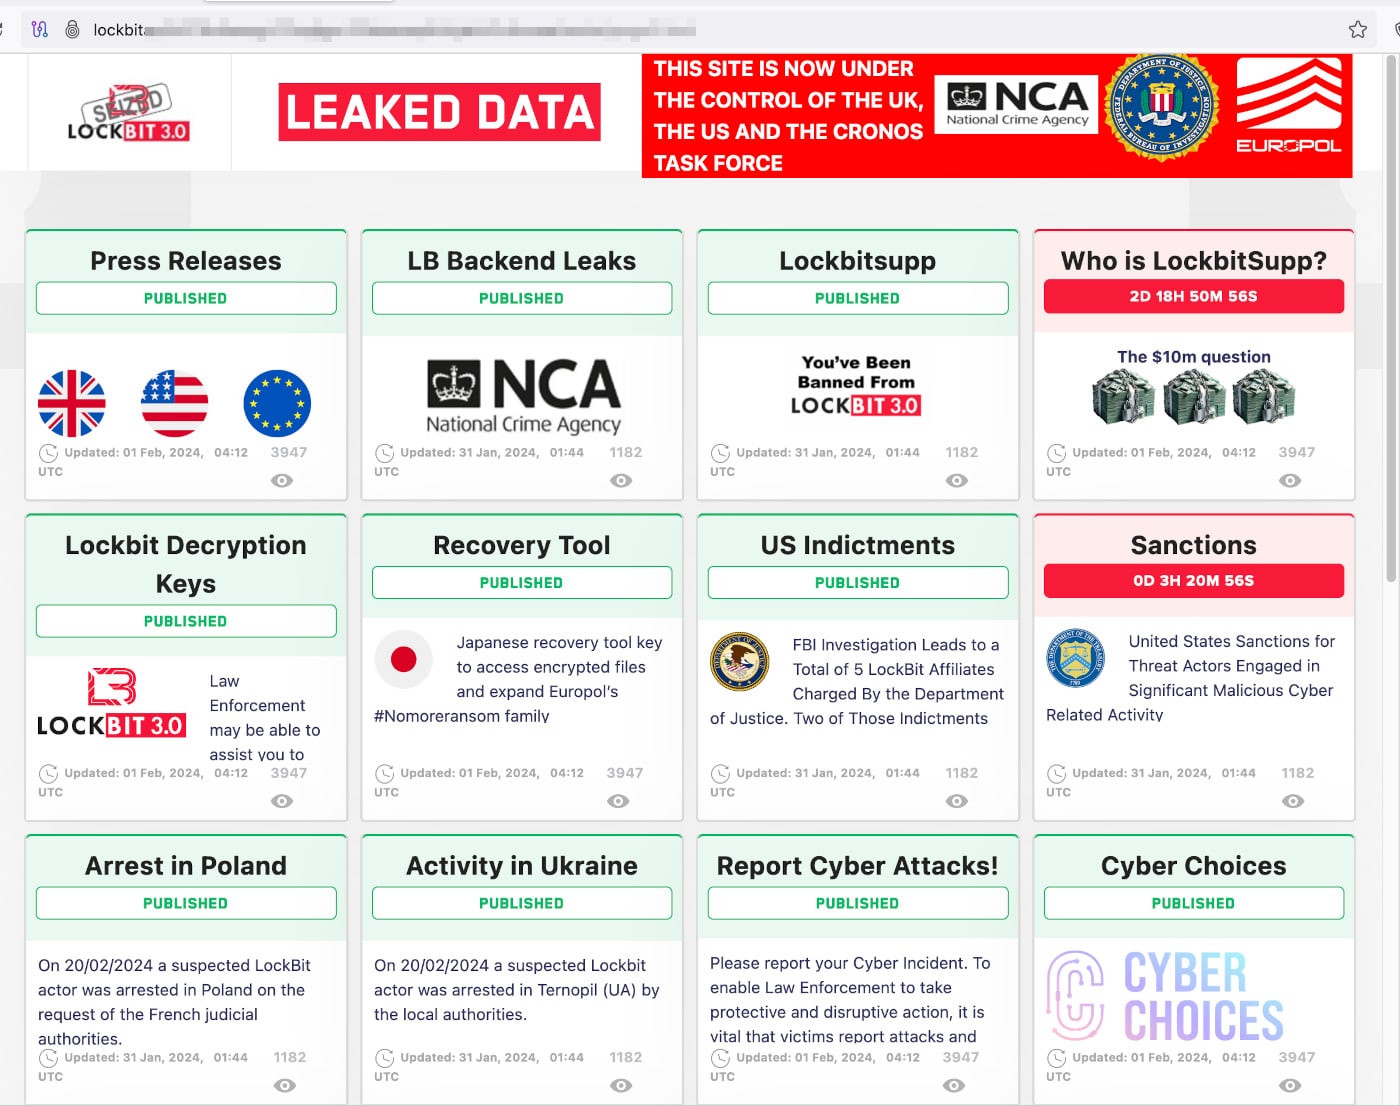 lockbita
SEIZED
LOCKBIT 3.0
LEAKED DATA
THIS SITE IS NOW UNDER
THE CONTROL OF THE UK,
THE US AND THE CRONOS
TASK FORCE
NCA
National Crime Agency
DEPARTMENT OF JUSTICE
FEDERAL BUREAU OF INVESTIGATION
EUROPOL
Press Releases
PUBLISHED
Updated: 01 Feb, 2024, 04:12 3947
UTC
LB Backend Leaks
PUBLISHED
NCA
National Crime Agency
Updated: 31 Jan, 2024, 01:44 1182
UTC
Lockbitsupp
PUBLISHED
You've Been
Banned From
LOCKBIT 3.0
Updated: 31 Jan, 2024, 01:44 1182
UTC
Who is LockbitSupp?
2D 18H 50M 56S
The $10m question
Updated: 01 Feb, 2024, 04:12 3947
UTC
Lockbit Decryption
Keys
PUBLISHED
LOCKBIT 3.0
Law
Enforcement
may be able to
assist you to
Updated: 01 Feb, 2024, 04:12 3947
UTC
Recovery Tool
PUBLISHED
Japanese recovery tool key
to access encrypted files
and expand Europol's
#Nomoreransom family
Updated: 01 Feb, 2024, 04:12 3947
UTC
US Indictments
PUBLISHED
FBI Investigation Leads to a
Total of 5 LockBit Affiliates
Charged By the Department
of Justice. Two of Those Indictments
Updated: 31 Jan, 2024, 01:44 1182
UTC
Sanctions
0D 3H 20M 56S
United States Sanctions for
Threat Actors Engaged in
Significant Malicious Cyber
Related Activity
Updated: 31 Jan, 2024, 01:44 1182
UTC
Arrest in Poland
PUBLISHED
On 20/02/2024 a suspected LockBit
actor was arrested in Poland on the
request of the French judicial
authorities.
Updated: 31 Jan, 2024, 01:44 1182
UTC
Activity in Ukraine
PUBLISHED
On 20/02/2024 a suspected Lockbit
actor was arrested in Ternopil (UA) by
the local authorities.
Updated: 31 Jan, 2024, 01:44 1182
UTC
Report Cyber Attacks!
PUBLISHED
Please report your Cyber Incident. To
enable Law Enforcement to take
protective and disruptive action, it is
vital that victims report attacks and
Updated: 01 Feb, 2024, 04:12 3947
UTC
Cyber Choices
PUBLISHED
CYBER
CHOICES
Updated: 01 Feb, 2024, 04:12 3947
UTC